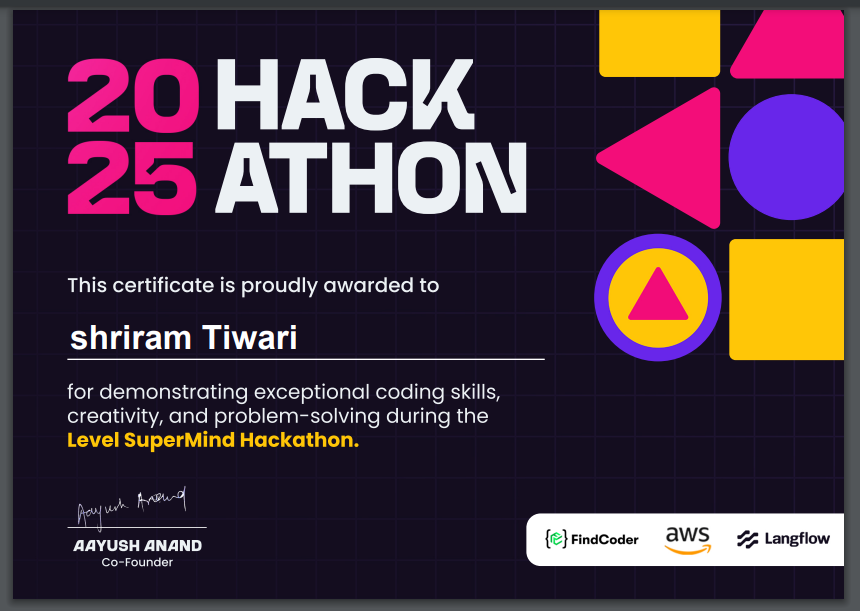 20 HACK
25 ATHON
This certificate is proudly awarded to
shriram Tiwari
for demonstrating exceptional coding skills,
creativity, and problem-solving during the
Level SuperMind Hackathon.
Aayush Anand
AAYUSH ANAND
Co-Founder
FindCoder aws Langflow